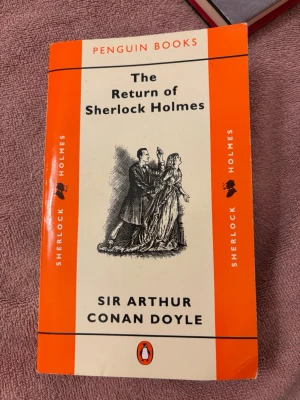 PENGUIN BOOKS
The
Return of
Sherlock Holmes
SHERLOCK HOLMES
SHERLOCK HOLMES
SIR ARTHUR
CONAN DOYLE